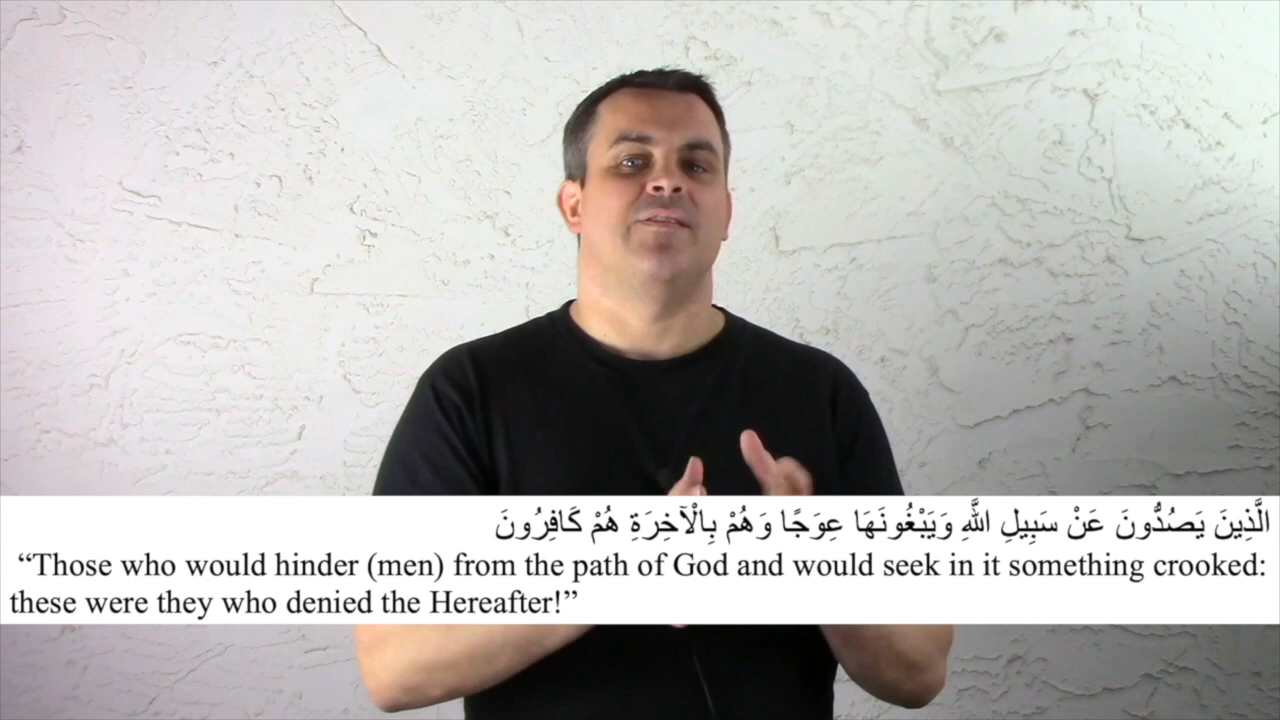 الَّذِينَ يَصُدُّونَ عَنْ سَبِيلِ اللَّهِ وَيَبْغُونَهَا عِوَجًا وَهُمْ بِالْآخِرَةِ هُمْ كَافِرُونَ
“Those who would hinder (men) from the path of God and would seek in it something crooked:
these were they who denied the Hereafter!”